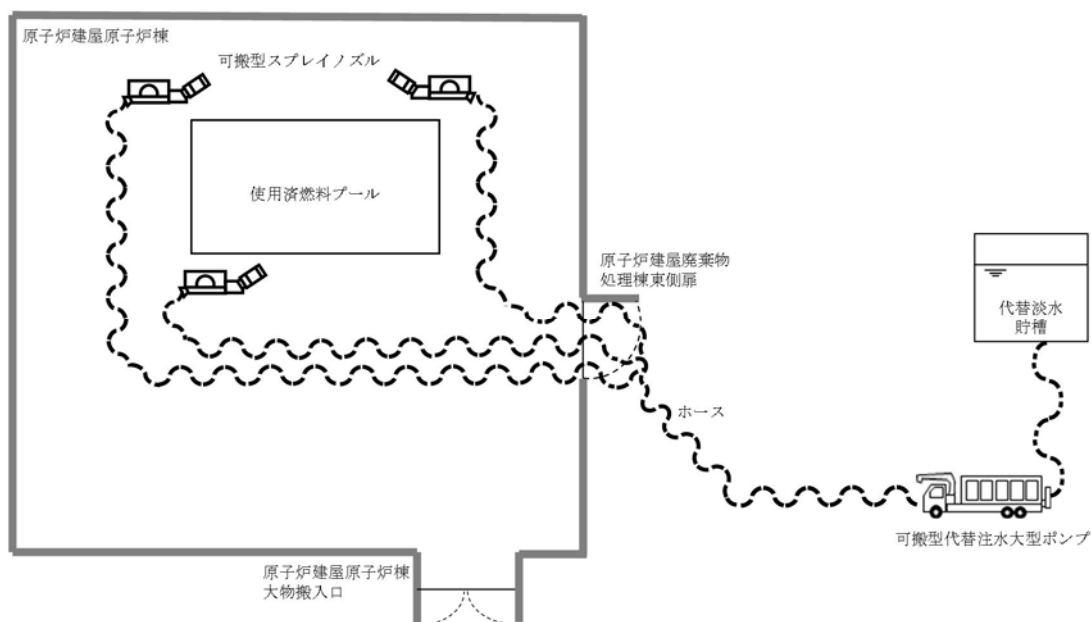 原子炉建屋原子炉棟
可搬型スプレイノズル
使用済燃料プール
原子炉建屋廃棄物
処理棟東側扉
代替淡水
貯槽
ホース
可搬型代替注水大型ポンプ
原子炉建屋原子炉棟
大物搬入口